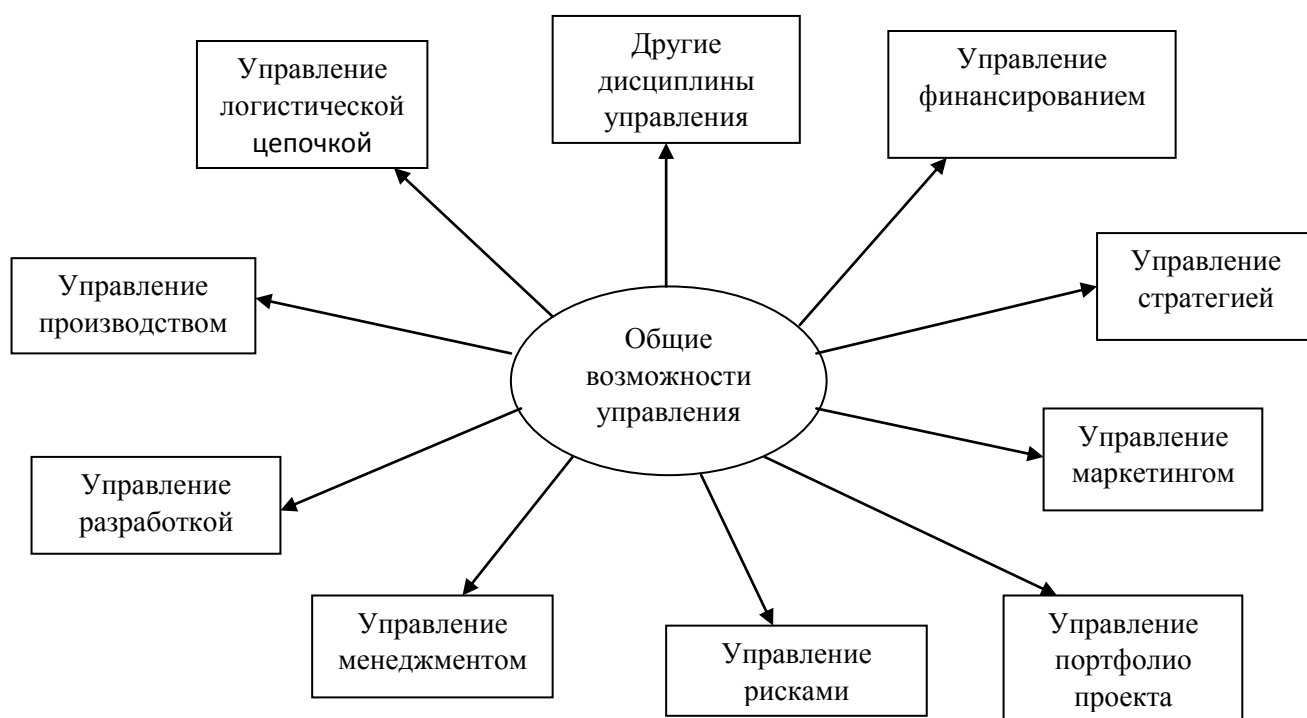 Управление
логистической
цепочкой
Другие
дисциплины
управления
Управление
финансированием
Управление
производством
Управление
стратегией
Общие
возможности
управления
Управление
маркетингом
Управление
разработкой
Управление
менеджментом
Управление
рисками
Управление
портфолио
проекта